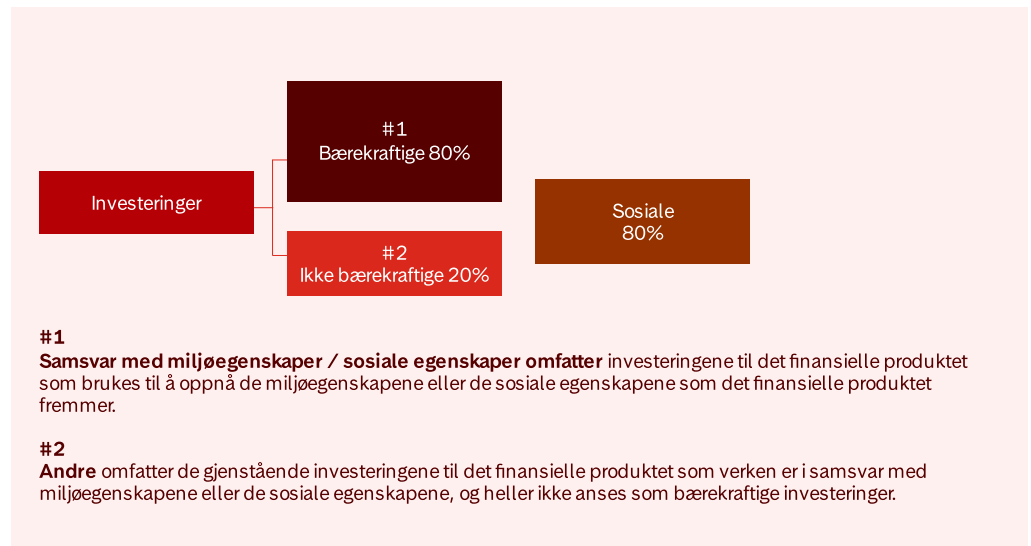 Investeringer
#1
Bærekraftige 80%
#2
Ikke bærekraftige 20%
Sosiale
80%
#1
Samsvar med miljøegenskaper / sosiale egenskaper omfatter investeringene til det finansielle produktet
som brukes til å oppnå de miljøegenskapene eller de sosiale egenskapene som det finansielle produktet
fremmer.
#2
Andre omfatter de gjenstående investeringene til det finansielle produktet som verken er i samsvar med
miljøegenskapene eller de sosiale egenskapene, og heller ikke anses som bærekraftige investeringer.